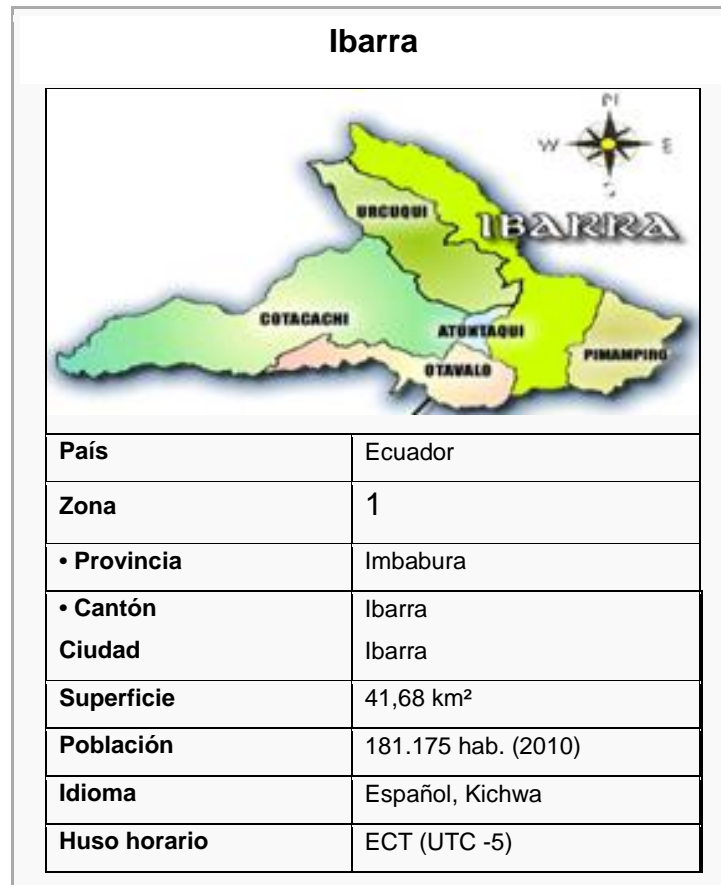 Ibarra
N
W E
S
URCUQUI
IBARRA
COTACACHI
ATUNTAQUI
PIMAMPIRO
OTAVALO
País Ecuador
Zona 1
• Provincia Imbabura
• Cantón Ibarra
Ciudad Ibarra
Superficie 41,68 km²
Población 181.175 hab. (2010)
Idioma Español, Kichwa
Huso horario ECT (UTC -5)